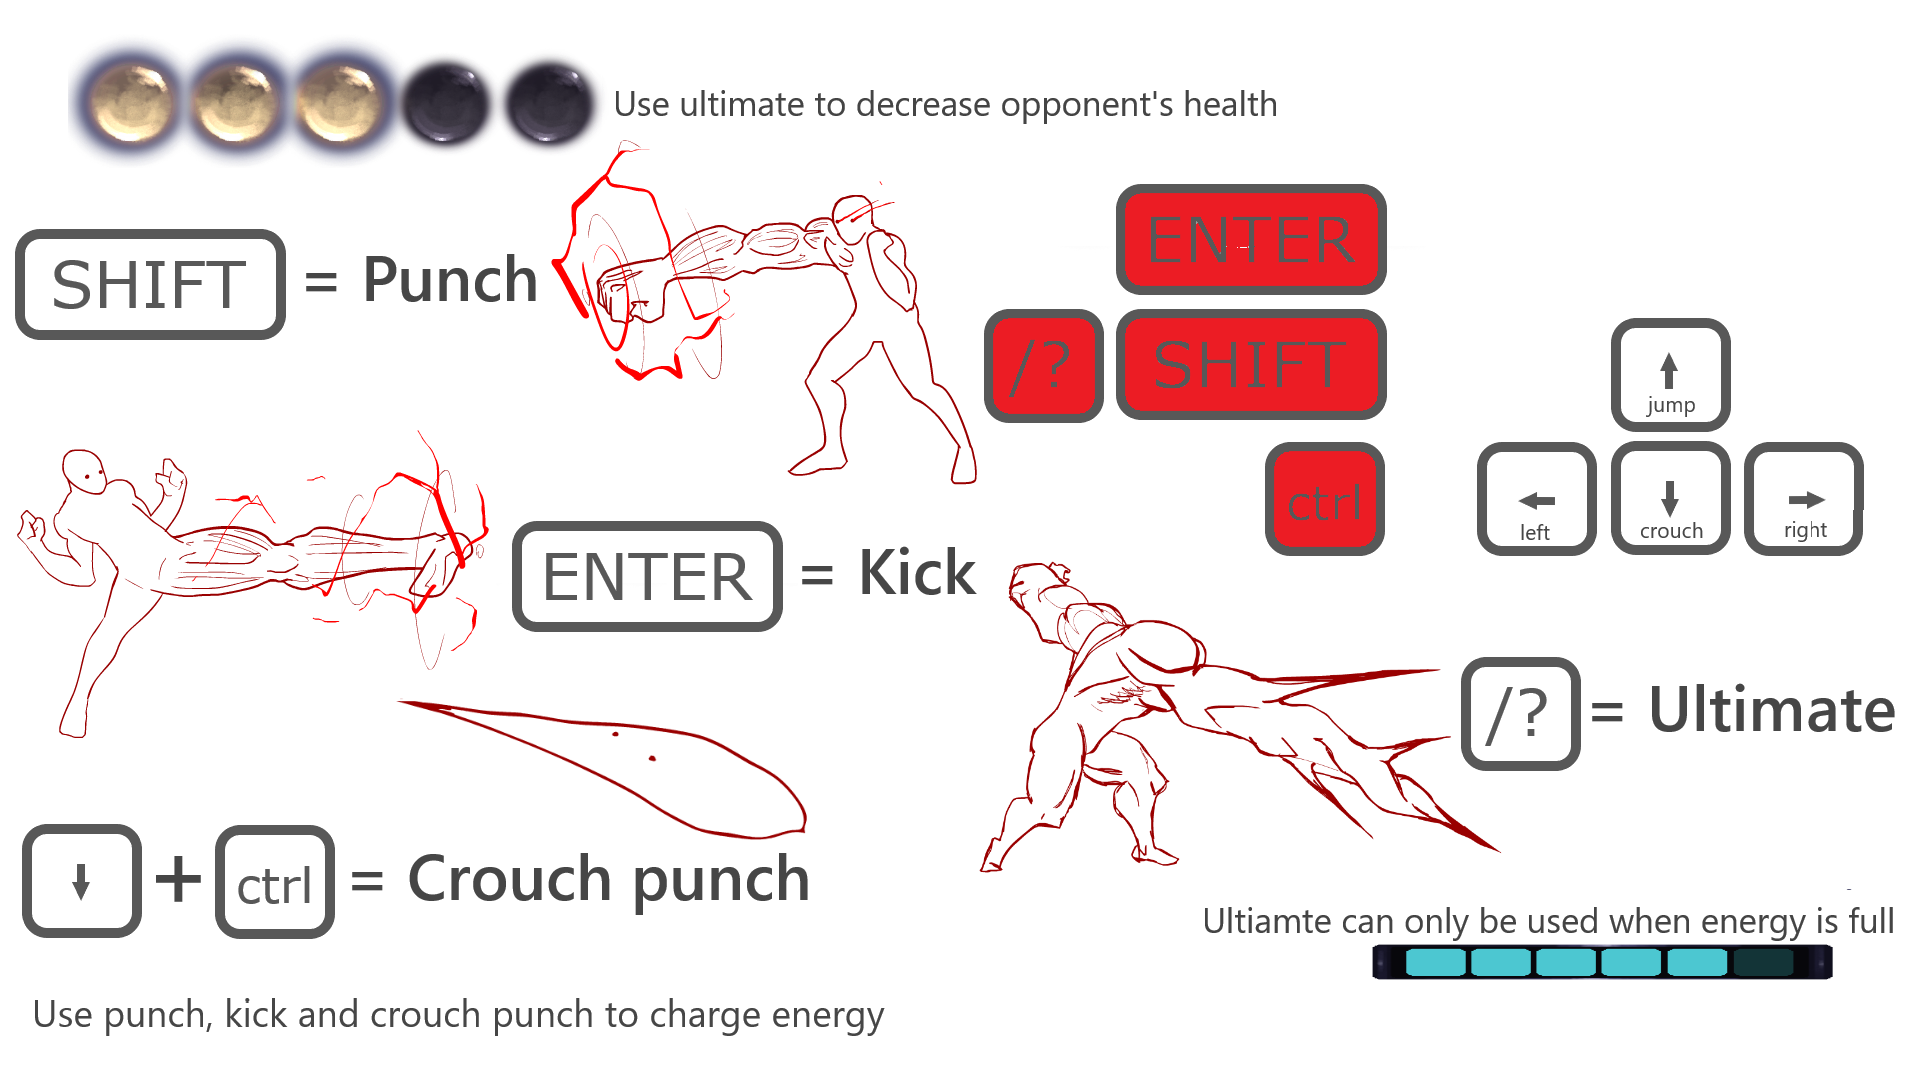 Use ultimate to decrease opponent's health
SHIFT = Punch
ENTER
/? SHIFT
ctrl
↑
jump
← ↓ →
left crouch right
ENTER = Kick
/? = Ultimate
↓ + ctrl = Crouch punch
Ultiamte can only be used when energy is full
Use punch, kick and crouch punch to charge energy